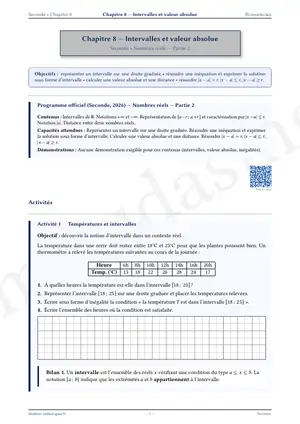 Seconde • Chapitre 8
Chapitre 8 — Intervalles et valeur absolue
Chapitre 8 — Intervalles et valeur absolue
Seconde • Nombres réels — Partie 2
Objectifs : représenter un intervalle sur une droite graduée • résoudre une inéquation et exprimer la solution
sous forme d'intervalle • calculer une valeur absolue et une distance • résoudre |x − a| = r, |x − a| ≤ r, |x − a| ≥ r.
Programme officiel (Seconde, 2026) – Nombres réels – Partie 2
Contenus : Intervalles de ℝ. Notations +∞ et −∞. Représentation de [a − r ; a + r] et caractérisation par |x − a| ≤ r.
Notation |a|. Distance entre deux nombres réels.
Capacités attendues : Représenter un intervalle sur une droite graduée. Résoudre une inéquation et exprimer
la solution sous forme d'intervalle. Calculer une valeur absolue et une distance. Résoudre |x − a| = r, |x − a| ≤ r,
|x − a| ≥ r.
Démonstrations : Aucune démonstration exigible pour ces contenus (intervalles, valeur absolue, inégalités).
Activités
Activité 1 Températures et intervalles
Objectif : découvrir la notion d'intervalle dans un contexte réel.
La température dans une serre doit rester entre 18°C et 25°C pour que les plantes poussent bien. Un
thermomètre a relevé les températures suivantes au cours de la journée :
Heure 6h 8h 10h 12h 14h 16h 20h
Temp. (°C) 15 18 22 26 28 24 17
1. À quelles heures la température est-elle dans l'intervalle [18 ; 25] ?
2. Représenter l'intervalle [18 ; 25] sur une droite graduée et placer les températures relevées.
3. Écrire sous forme d'inégalité la condition « la température T est dans l'intervalle [18 ; 25] ».
4. Écrire l'ensemble des heures où la condition est satisfaite.
Bilan 1. Un intervalle est l'ensemble des réels x vérifiant une condition du type a ≤ x ≤ b. La
notation [a ; b] indique que les extrémités a et b appartiennent à l'intervalle.
- 1 -
Seconde